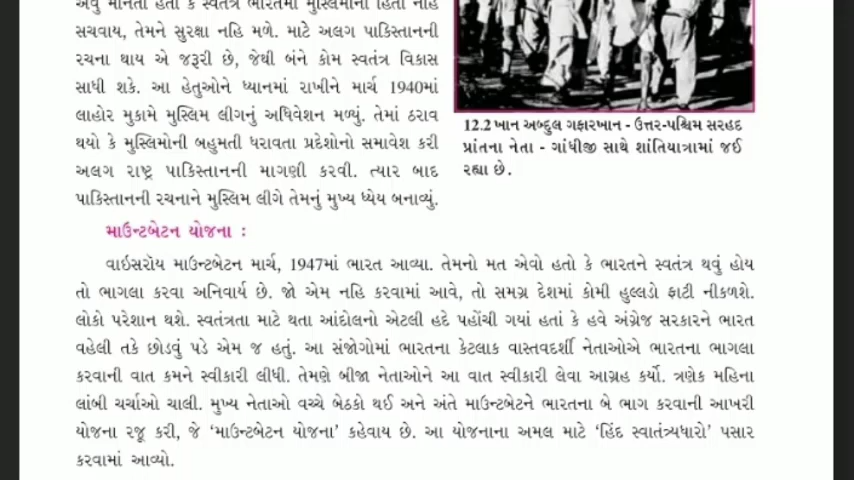 એવું માનતા હતા કે સ્વતંત્ર ભારતમાં મુસ્લિમોના હિતો નહિ
સચવાય, તેમને સુરક્ષા નહિ મળે. માટે અલગ પાકિસ્તાનની
રચના થાય એ જરૂરી છે, જેથી બંને કોમ સ્વતંત્ર વિકાસ
સાધી શકે. આ હેતુઓને ધ્યાનમાં રાખીને માર્ચ 1940માં
લાહોર મુકામે મુસ્લિમ લીગનું અધિવેશન મળ્યું. તેમાં ઠરાવ
થયો કે મુસ્લિમોની બહુમતી ધરાવતા પ્રદેશોનો સમાવેશ કરી
અલગ રાષ્ટ્ર પાકિસ્તાનની માગણી કરવી. ત્યાર બાદ
પાકિસ્તાનની રચનાને મુસ્લિમ લીગે તેમનું મુખ્ય ધ્યેય બનાવ્યું.
12.2 ખાન અબ્દુલ ગફારખાન - ઉત્તર-પશ્ચિમ સરહદ
પ્રાંતના નેતા - ગાંધીજી સાથે શાંતિયાત્રામાં જઈ
રહ્યા છે.
માઉન્ટબેટન યોજના :
વાઇસરૉય માઉન્ટબેટન માર્ચ, 1947માં ભારત આવ્યા. તેમનો મત એવો હતો કે ભારતને સ્વતંત્ર થવું હોય
તો ભાગલા કરવા અનિવાર્ય છે. જો એમ નહિ કરવામાં આવે, તો સમગ્ર દેશમાં કોમી હુલ્લડો ફાટી નીકળશે.
લોકો પરેશાન થશે. સ્વતંત્રતા માટે થતા આંદોલનો એટલી હદે પહોંચી ગયાં હતાં કે હવે અંગ્રેજ સરકારને ભારત
વહેલી તકે છોડવું પડે એમ જ હતું. આ સંજોગોમાં ભારતના કેટલાક વાસ્તવદર્શી નેતાઓએ ભારતના ભાગલા
કરવાની વાત કમને સ્વીકારી લીધી. તેમણે બીજા નેતાઓને આ વાત સ્વીકારી લેવા આગ્રહ કર્યો. ત્રણેક મહિના
લાંબી ચર્ચાઓ ચાલી. મુખ્ય નેતાઓ વચ્ચે બેઠકો થઈ અને અંતે માઉન્ટબેટને ભારતના બે ભાગ કરવાની આખરી
યોજના રજૂ કરી, જે ‘માઉન્ટબેટન યોજના’ કહેવાય છે. આ યોજનાના અમલ માટે ‘હિંદ સ્વાતંત્ર્યધારો’ પસાર
કરવામાં આવ્યો.